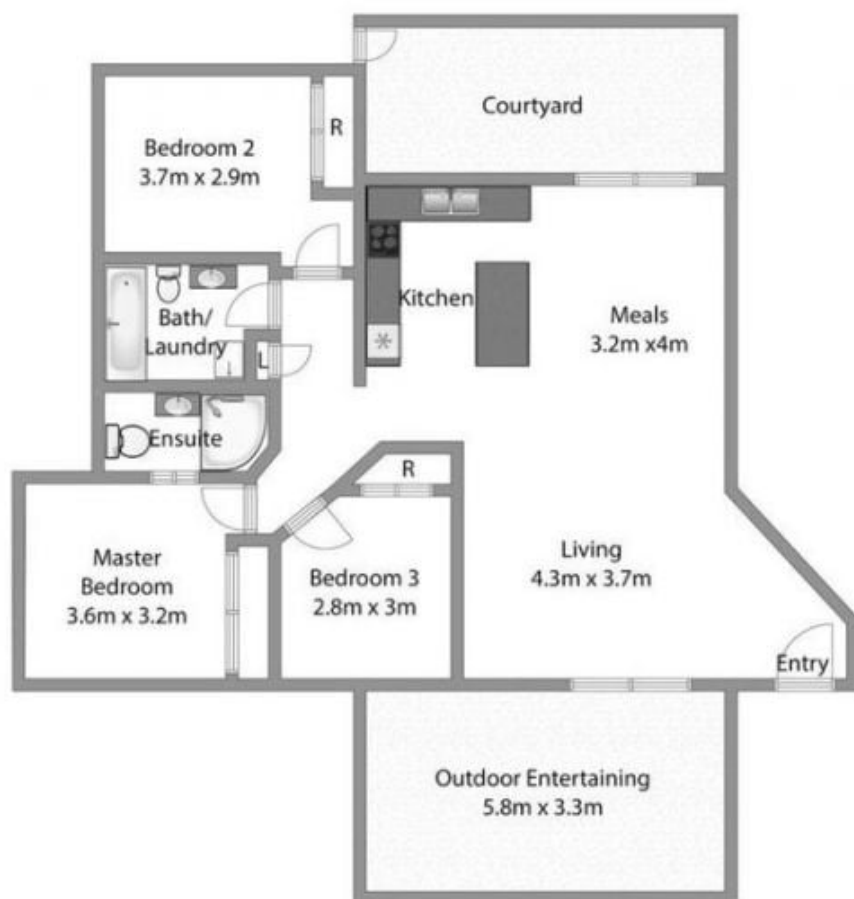 Courtyard
R
Bedroom 2
3.7m x 2.9m
Kitchen
Meals
3.2m x4m
Bath/
Laundry
L
Ensuite
R
Master
Bedroom
3.6m x 3.2m
Bedroom 3
2.8m x 3m
Living
4.3m x 3.7m
Entry
Outdoor Entertaining
5.8m x 3.3m